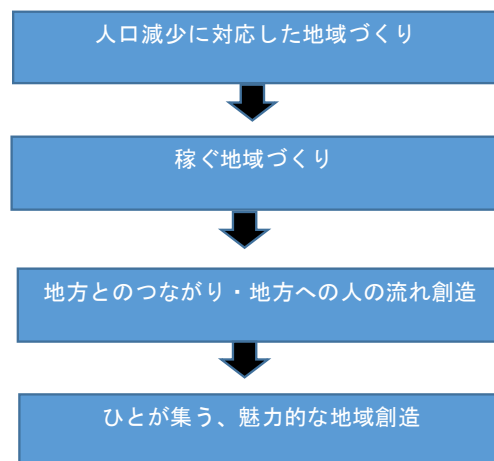 人口減少に対応した地域づくり
稼ぐ地域づくり
地方とのつながり・地方への人の流れ創造
ひとが集う、魅力的な地域創造